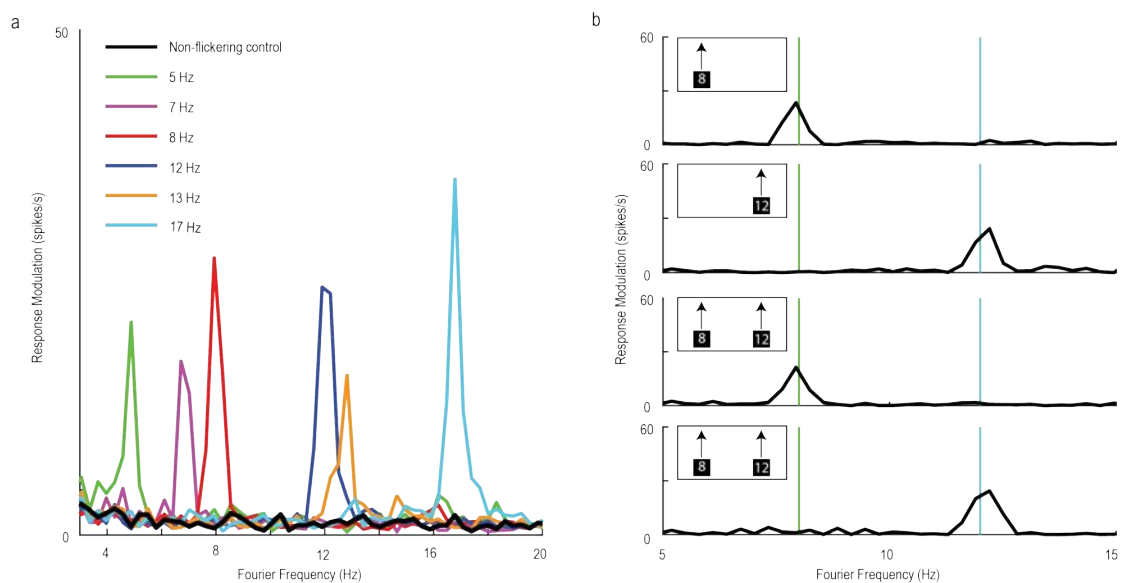 a
50
Non-flickering control
5 Hz
7 Hz
8 Hz
12 Hz
13 Hz
17 Hz
Response Modulation (spikes/s)
0
4 8 12 16 20
Fourier Frequency (Hz)
b
60
8
0
60
12
0
Response Modulation (spikes/s)
60
8 12
0
60
8 12
0
5 10 15
Fourier Frequency (Hz)